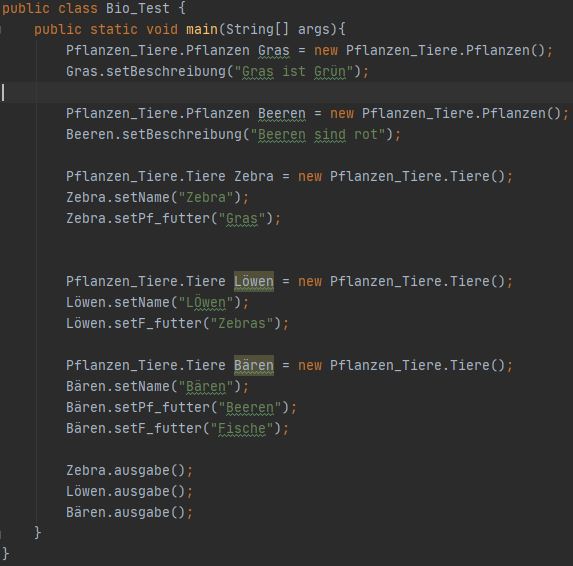 public class Bio_Test {
public static void main(String[] args){
Pflanzen_Tiere.Pflanzen Gras = new Pflanzen_Tiere.Pflanzen();
Gras.setBeschreibung("Gras ist Grün");
Pflanzen_Tiere.Pflanzen Beeren = new Pflanzen_Tiere.Pflanzen();
Beeren.setBeschreibung("Beeren sind rot");
Pflanzen_Tiere.Tiere Zebra = new Pflanzen_Tiere.Tiere();
Zebra.setName("Zebra");
Zebra.setPf_futter("Gras");
Pflanzen_Tiere.Tiere Löwen = new Pflanzen_Tiere.Tiere();
Löwen.setName("LÖwen");
Löwen.setF_futter("Zebras");
Pflanzen_Tiere.Tiere Bären = new Pflanzen_Tiere.Tiere();
Bären.setName("Bären");
Bären.setPf_futter("Beeren");
Bären.setF_futter("Fische");
Zebra.ausgabe();
Löwen.ausgabe();
Bären.ausgabe();
}
}